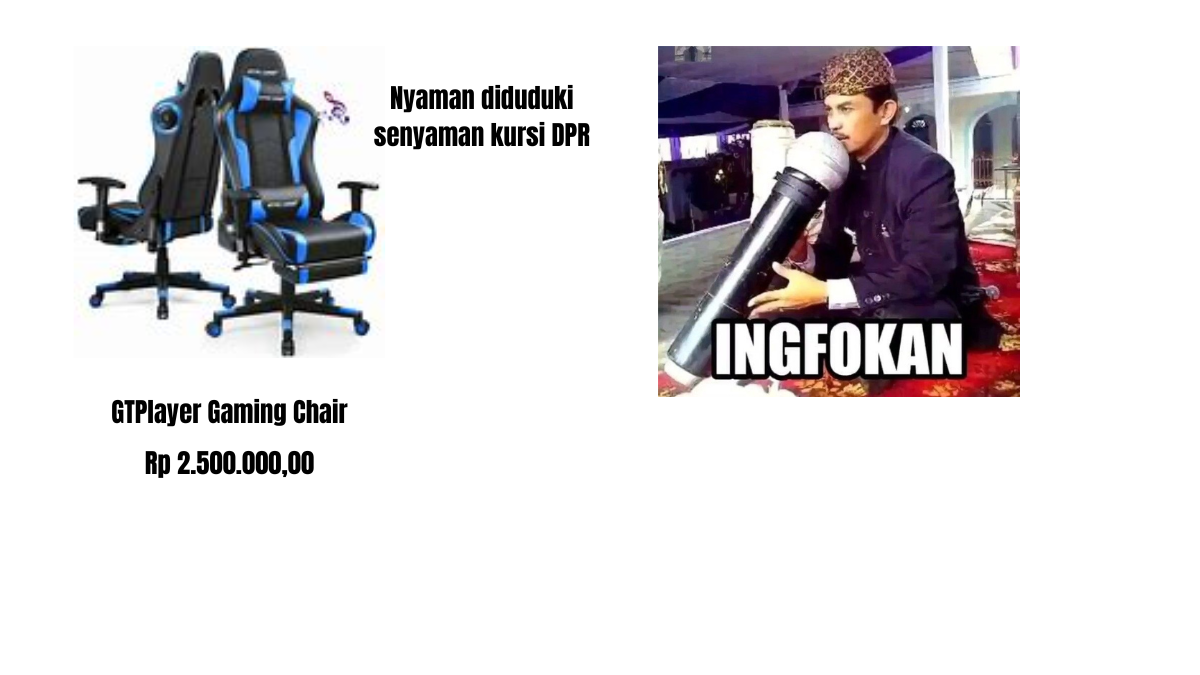 Nyaman diduduki
senyaman kursi DPR
GTPlayer Gaming Chair
Rp 2.500.000,00
INGFOKAN